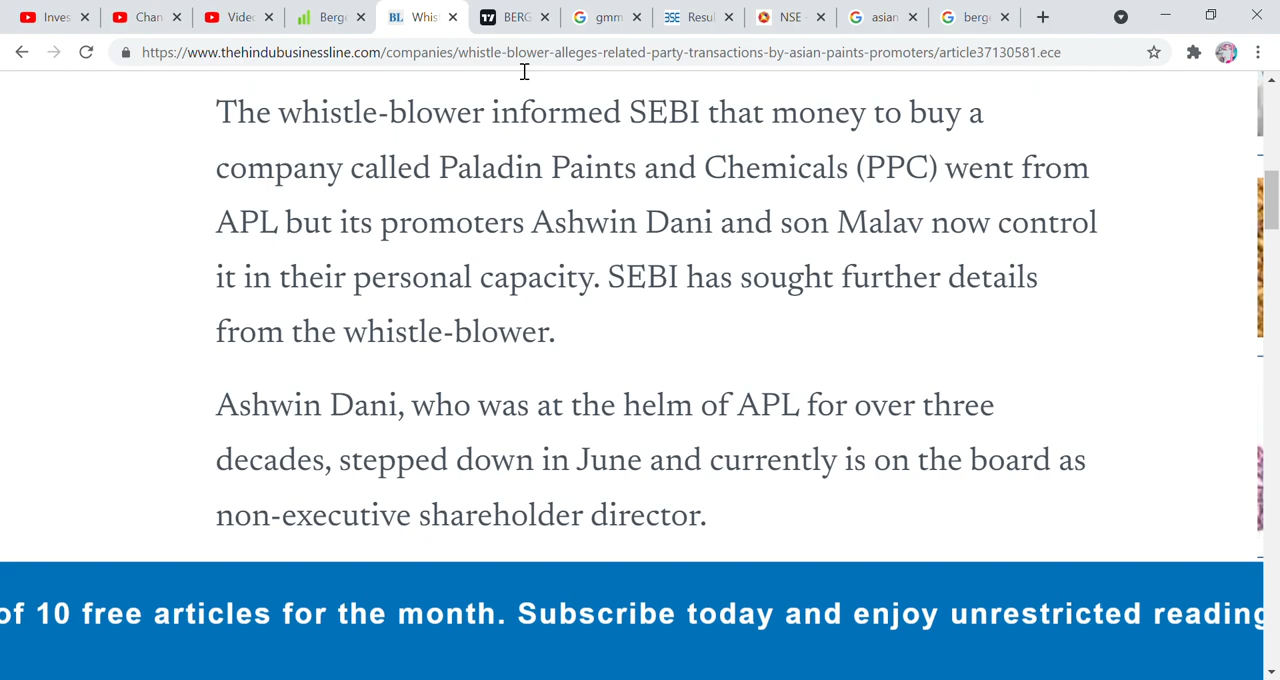 Inves
Chan
Videc
Berge
BL Whis
BERG
gmm
Resul
NSE -
asian
berge
https://www.thehindubusinessline.com/companies/whistle-blower-alleges-related-party-transactions-by-asian-paints-promoters/article37130581.ece
The whistle-blower informed SEBI that money to buy a
company called Paladin Paints and Chemicals (PPC) went from
APL but its promoters Ashwin Dani and son Malav now control
it in their personal capacity. SEBI has sought further details
from the whistle-blower.
Ashwin Dani, who was at the helm of APL for over three
decades, stepped down in June and currently is on the board as
non-executive shareholder director.
of 10 free articles for the month. Subscribe today and enjoy unrestricted reading